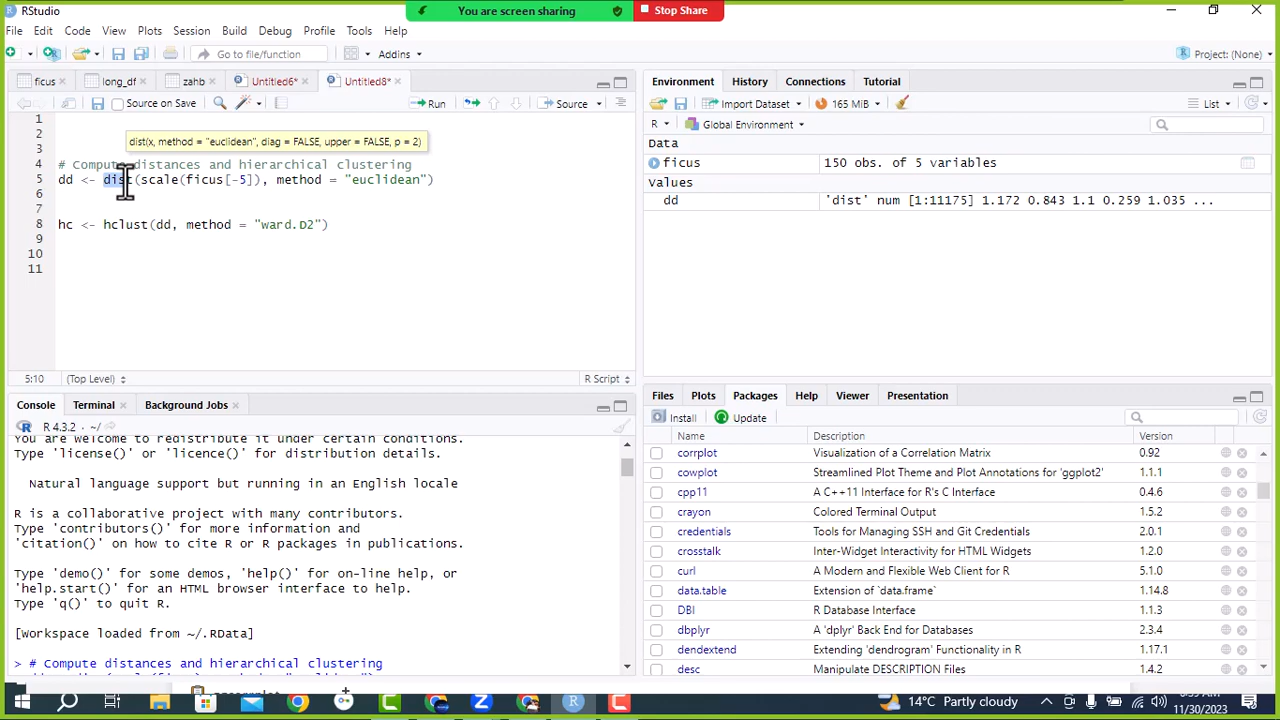 RStudio
You are screen sharing
Stop Share
File Edit Code View Plots Session Build Debug Profile Tools Help
Go to file/function
Addins
Project: (None)
ficus
long_df
zahb
Untitled6*
Untitled8*
Source on Save
Run
Source
1
2
3
dist(x, method = "euclidean", diag = FALSE, upper = FALSE, p = 2)
4 # Compute distances and hierarchical clustering
5 dd <- dist(scale(ficus[-5]), method = "euclidean")
6
7
8 hc <- hclust(dd, method = "ward.D2")
9
10
11
5:10 (Top Level) R Script
Console Terminal Background Jobs
R 4.3.2 · ~/
You are welcome to redistribute it under certain conditions.
Type 'license()' or 'licence()' for distribution details.
Natural language support but running in an English locale
R is a collaborative project with many contributors.
Type 'contributors()' for more information and
'citation()' on how to cite R or R packages in publications.
Type 'demo()' for some demos, 'help()' for on-line help, or
'help.start()' for an HTML browser interface to help.
Type 'q()' to quit R.
[Workspace loaded from ~/.RData]
> # Compute distances and hierarchical clustering
Environment History Connections Tutorial
Import Dataset 165 MiB List
R Global Environment
Data
ficus 150 obs. of 5 variables
Values
dd 'dist' num [1:11175] 1.172 0.843 1.1 0.259 1.035 ...
Files Plots Packages Help Viewer Presentation
Install Update
Name Description Version
corrplot Visualization of a Correlation Matrix 0.92
cowplot Streamlined Plot Theme and Plot Annotations for 'ggplot2' 1.1.1
cpp11 A C++11 Interface for R's C Interface 0.4.6
crayon Colored Terminal Output 1.5.2
credentials Tools for Managing SSH and Git Credentials 2.0.1
crosstalk Inter-Widget Interactivity for HTML Widgets 1.2.0
curl A Modern and Flexible Web Client for R 5.1.0
data.table Extension of `data.frame` 1.14.8
DBI R Database Interface 1.1.3
dbplyr A 'dplyr' Back End for Databases 2.3.4
dendextend Extending 'dendrogram' Functionality in R 1.17.1
desc Manipulate DESCRIPTION Files 1.4.2
14°C Partly cloudy
11/30/2023